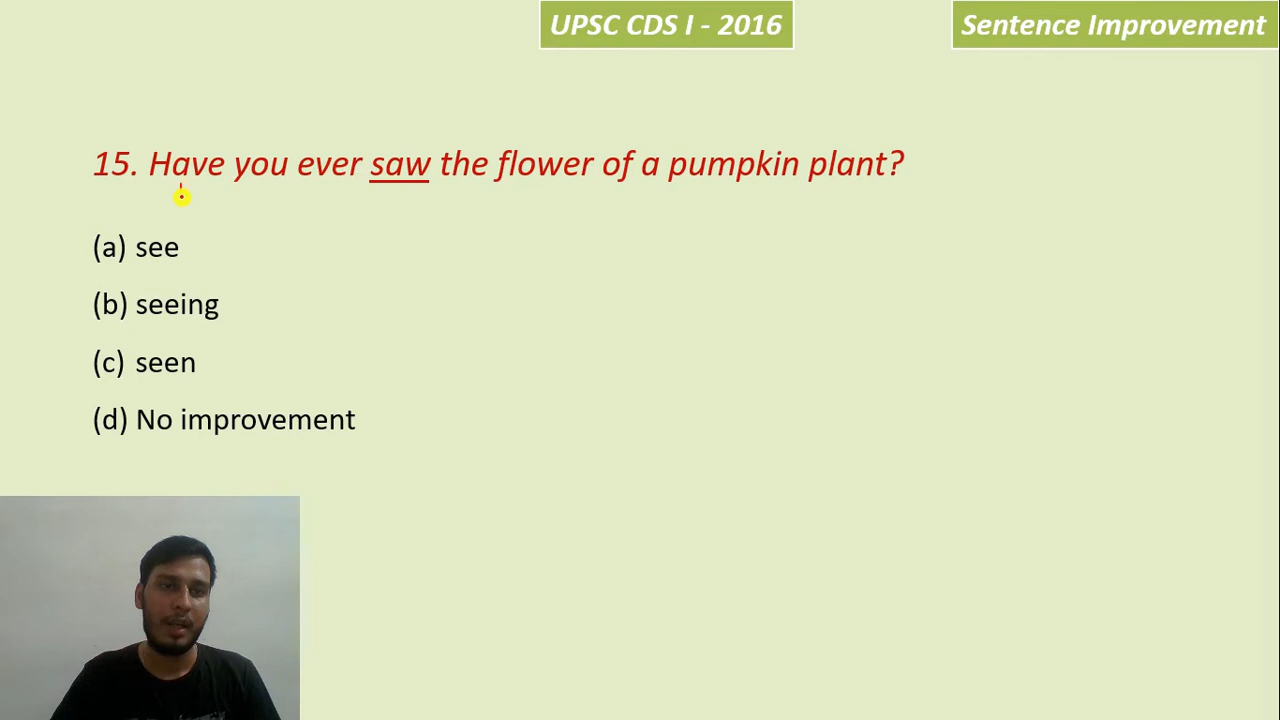 UPSC CDS I - 2016
Sentence Improvement
15. Have you ever saw the flower of a pumpkin plant?
(a) see
(b) seeing
(c) seen
(d) No improvement